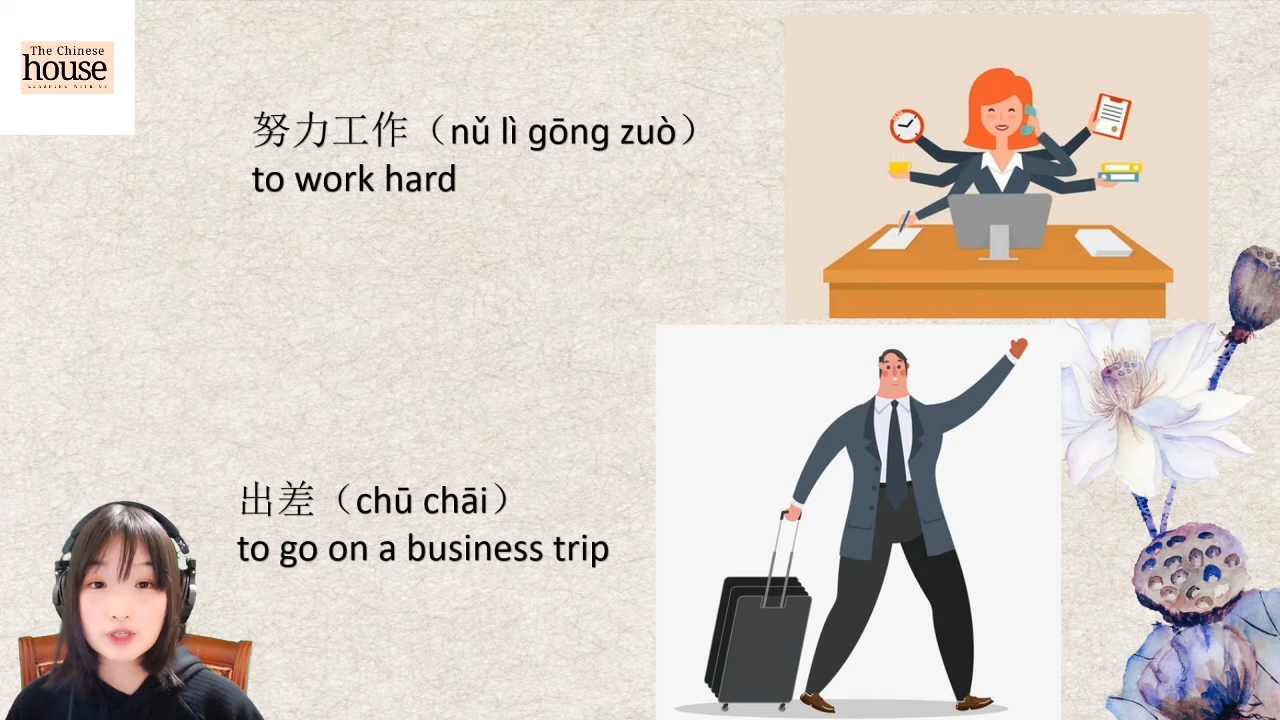 The Chinese
house
努力工作（nǔ lì gōng zuò）
to work hard
出差（chū chāi）
to go on a business trip